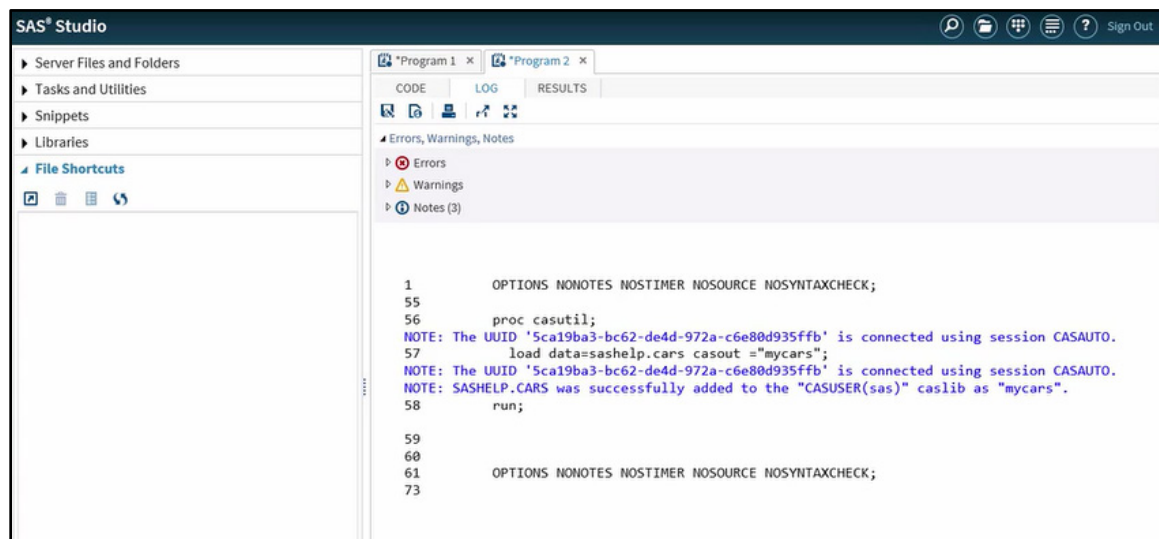 SAS® Studio
Sign Out
Server Files and Folders
Tasks and Utilities
Snippets
Libraries
File Shortcuts
*Program 1 ×
*Program 2 ×
CODE LOG RESULTS
Errors, Warnings, Notes
Errors
Warnings
Notes (3)
1 OPTIONS NONOTES NOSTIMER NOSOURCE NOSYNTAXCHECK;
55
56 proc casutil;
NOTE: The UUID '5ca19ba3-bc62-de4d-972a-c6e80d935ffb' is connected using session CASAUTO.
57 load data=sashelp.cars casout ="mycars";
NOTE: The UUID '5ca19ba3-bc62-de4d-972a-c6e80d935ffb' is connected using session CASAUTO.
NOTE: SASHELP.CARS was successfully added to the "CASUSER(sas)" caslib as "mycars".
58 run;
59
60
61 OPTIONS NONOTES NOSTIMER NOSOURCE NOSYNTAXCHECK;
73